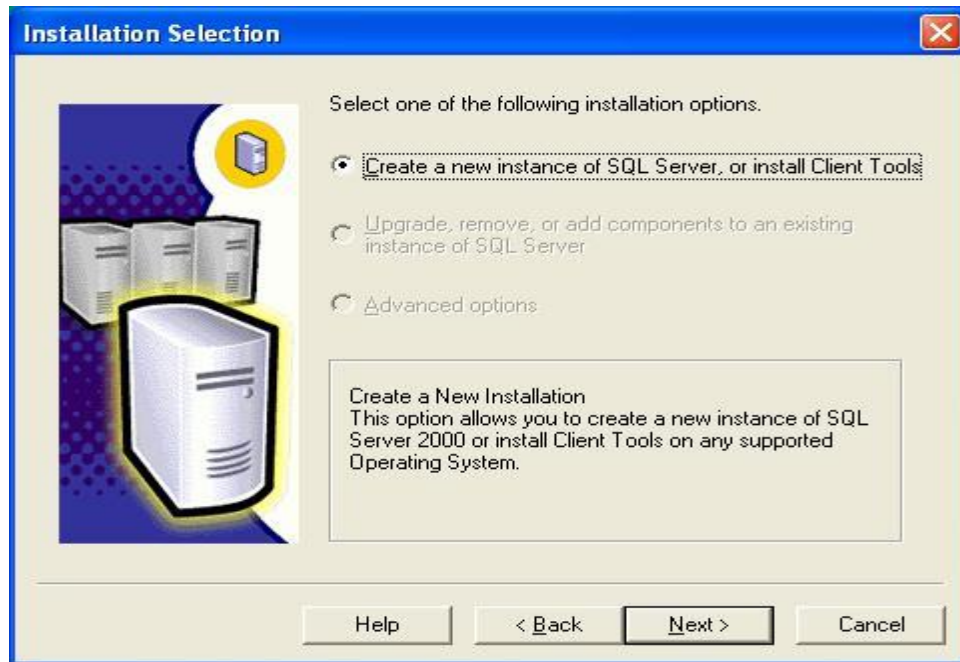 Installation Selection
Select one of the following installation options.
Create a new instance of SQL Server, or install Client Tools
Upgrade, remove, or add components to an existing
instance of SQL Server
Advanced options
Create a New Installation
This option allows you to create a new instance of SQL
Server 2000 or install Client Tools on any supported
Operating System.
Help
< Back
Next >
Cancel